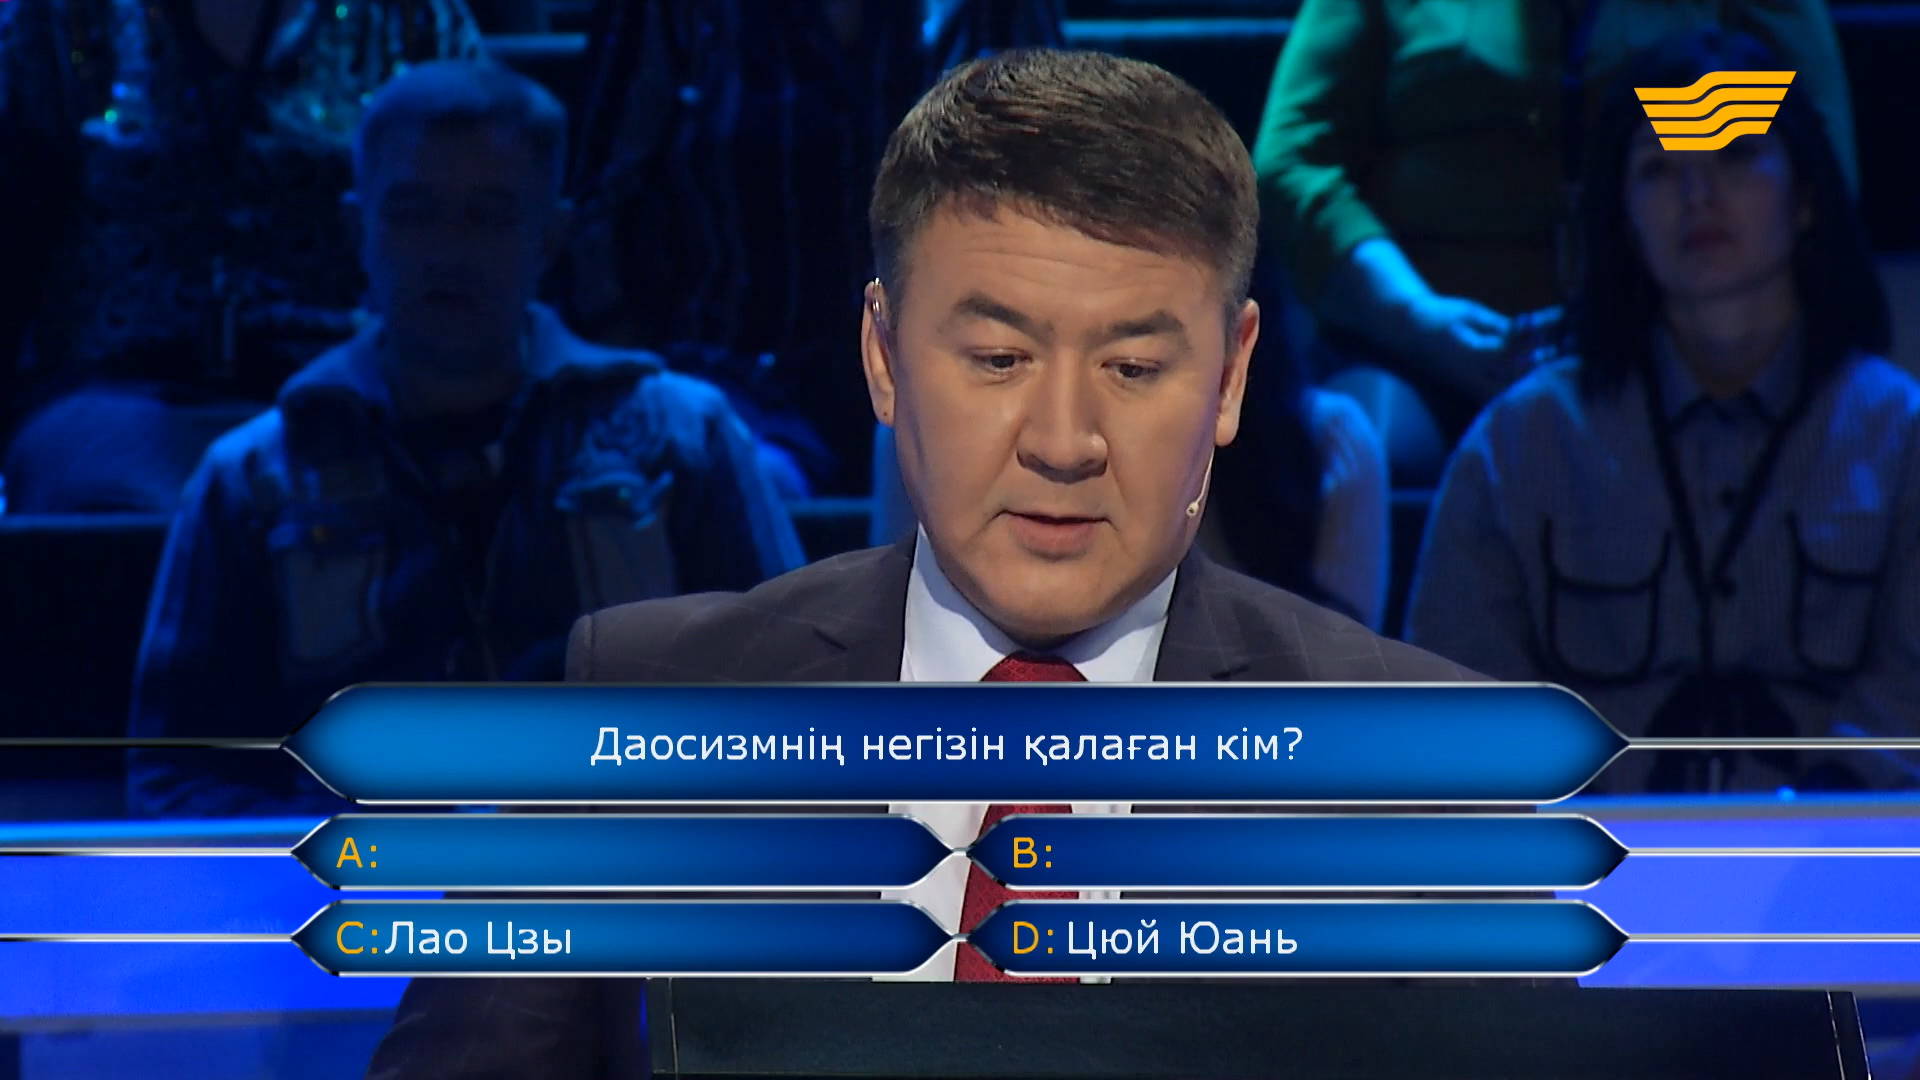 Даосизмнің негізін қалаған кім?
A:
B:
C: Лао Цзы
D: Цюй Юань